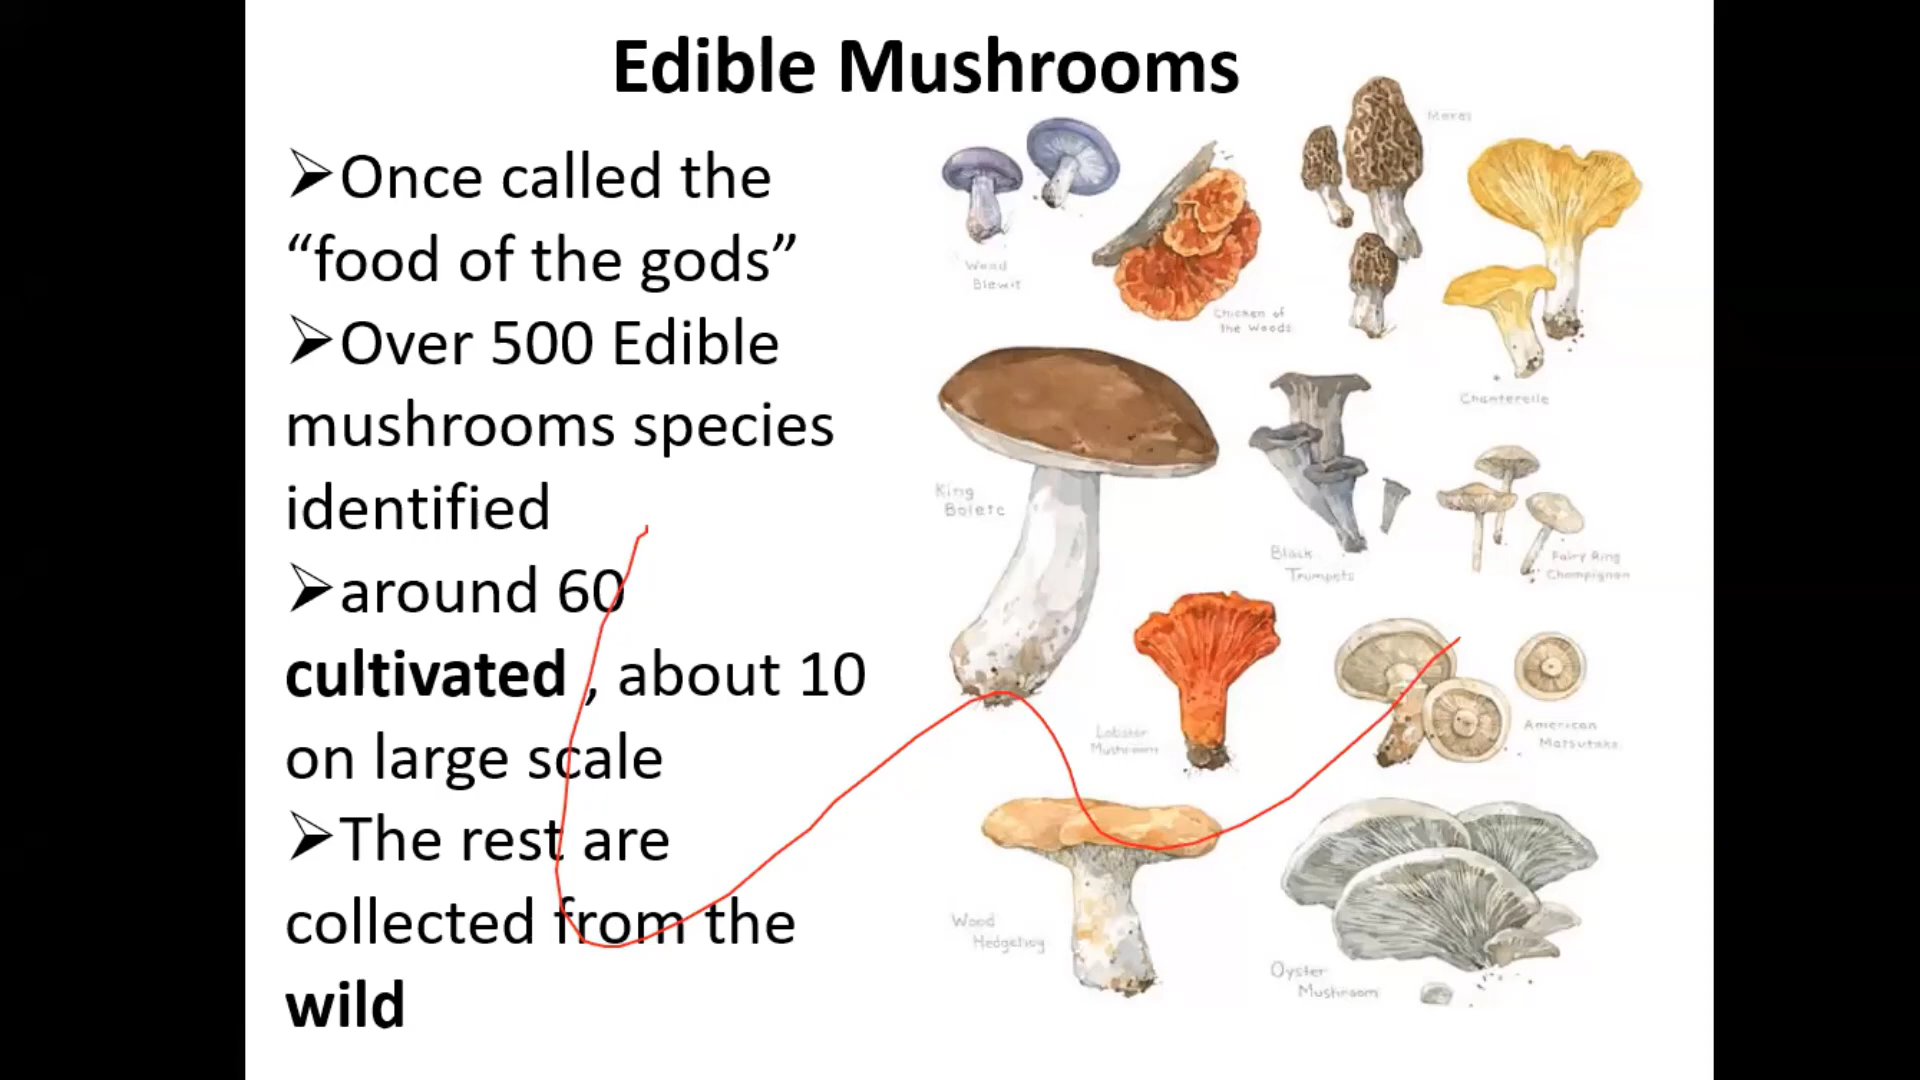 Edible Mushrooms
➢Once called the
“food of the gods”
➢Over 500 Edible
mushrooms species
identified
➢around 60
cultivated , about 10
on large scale
➢The rest are
collected from the
wild
Morel
Wood
Blewit
Chicken of
the Woods
Chanterelle
King
Bolete
Black
Trumpets
Fairy Ring
Champignon
Lobster
Mushroom
American
Matsutake
Wood
Hedgehog
Oyster
Mushroom